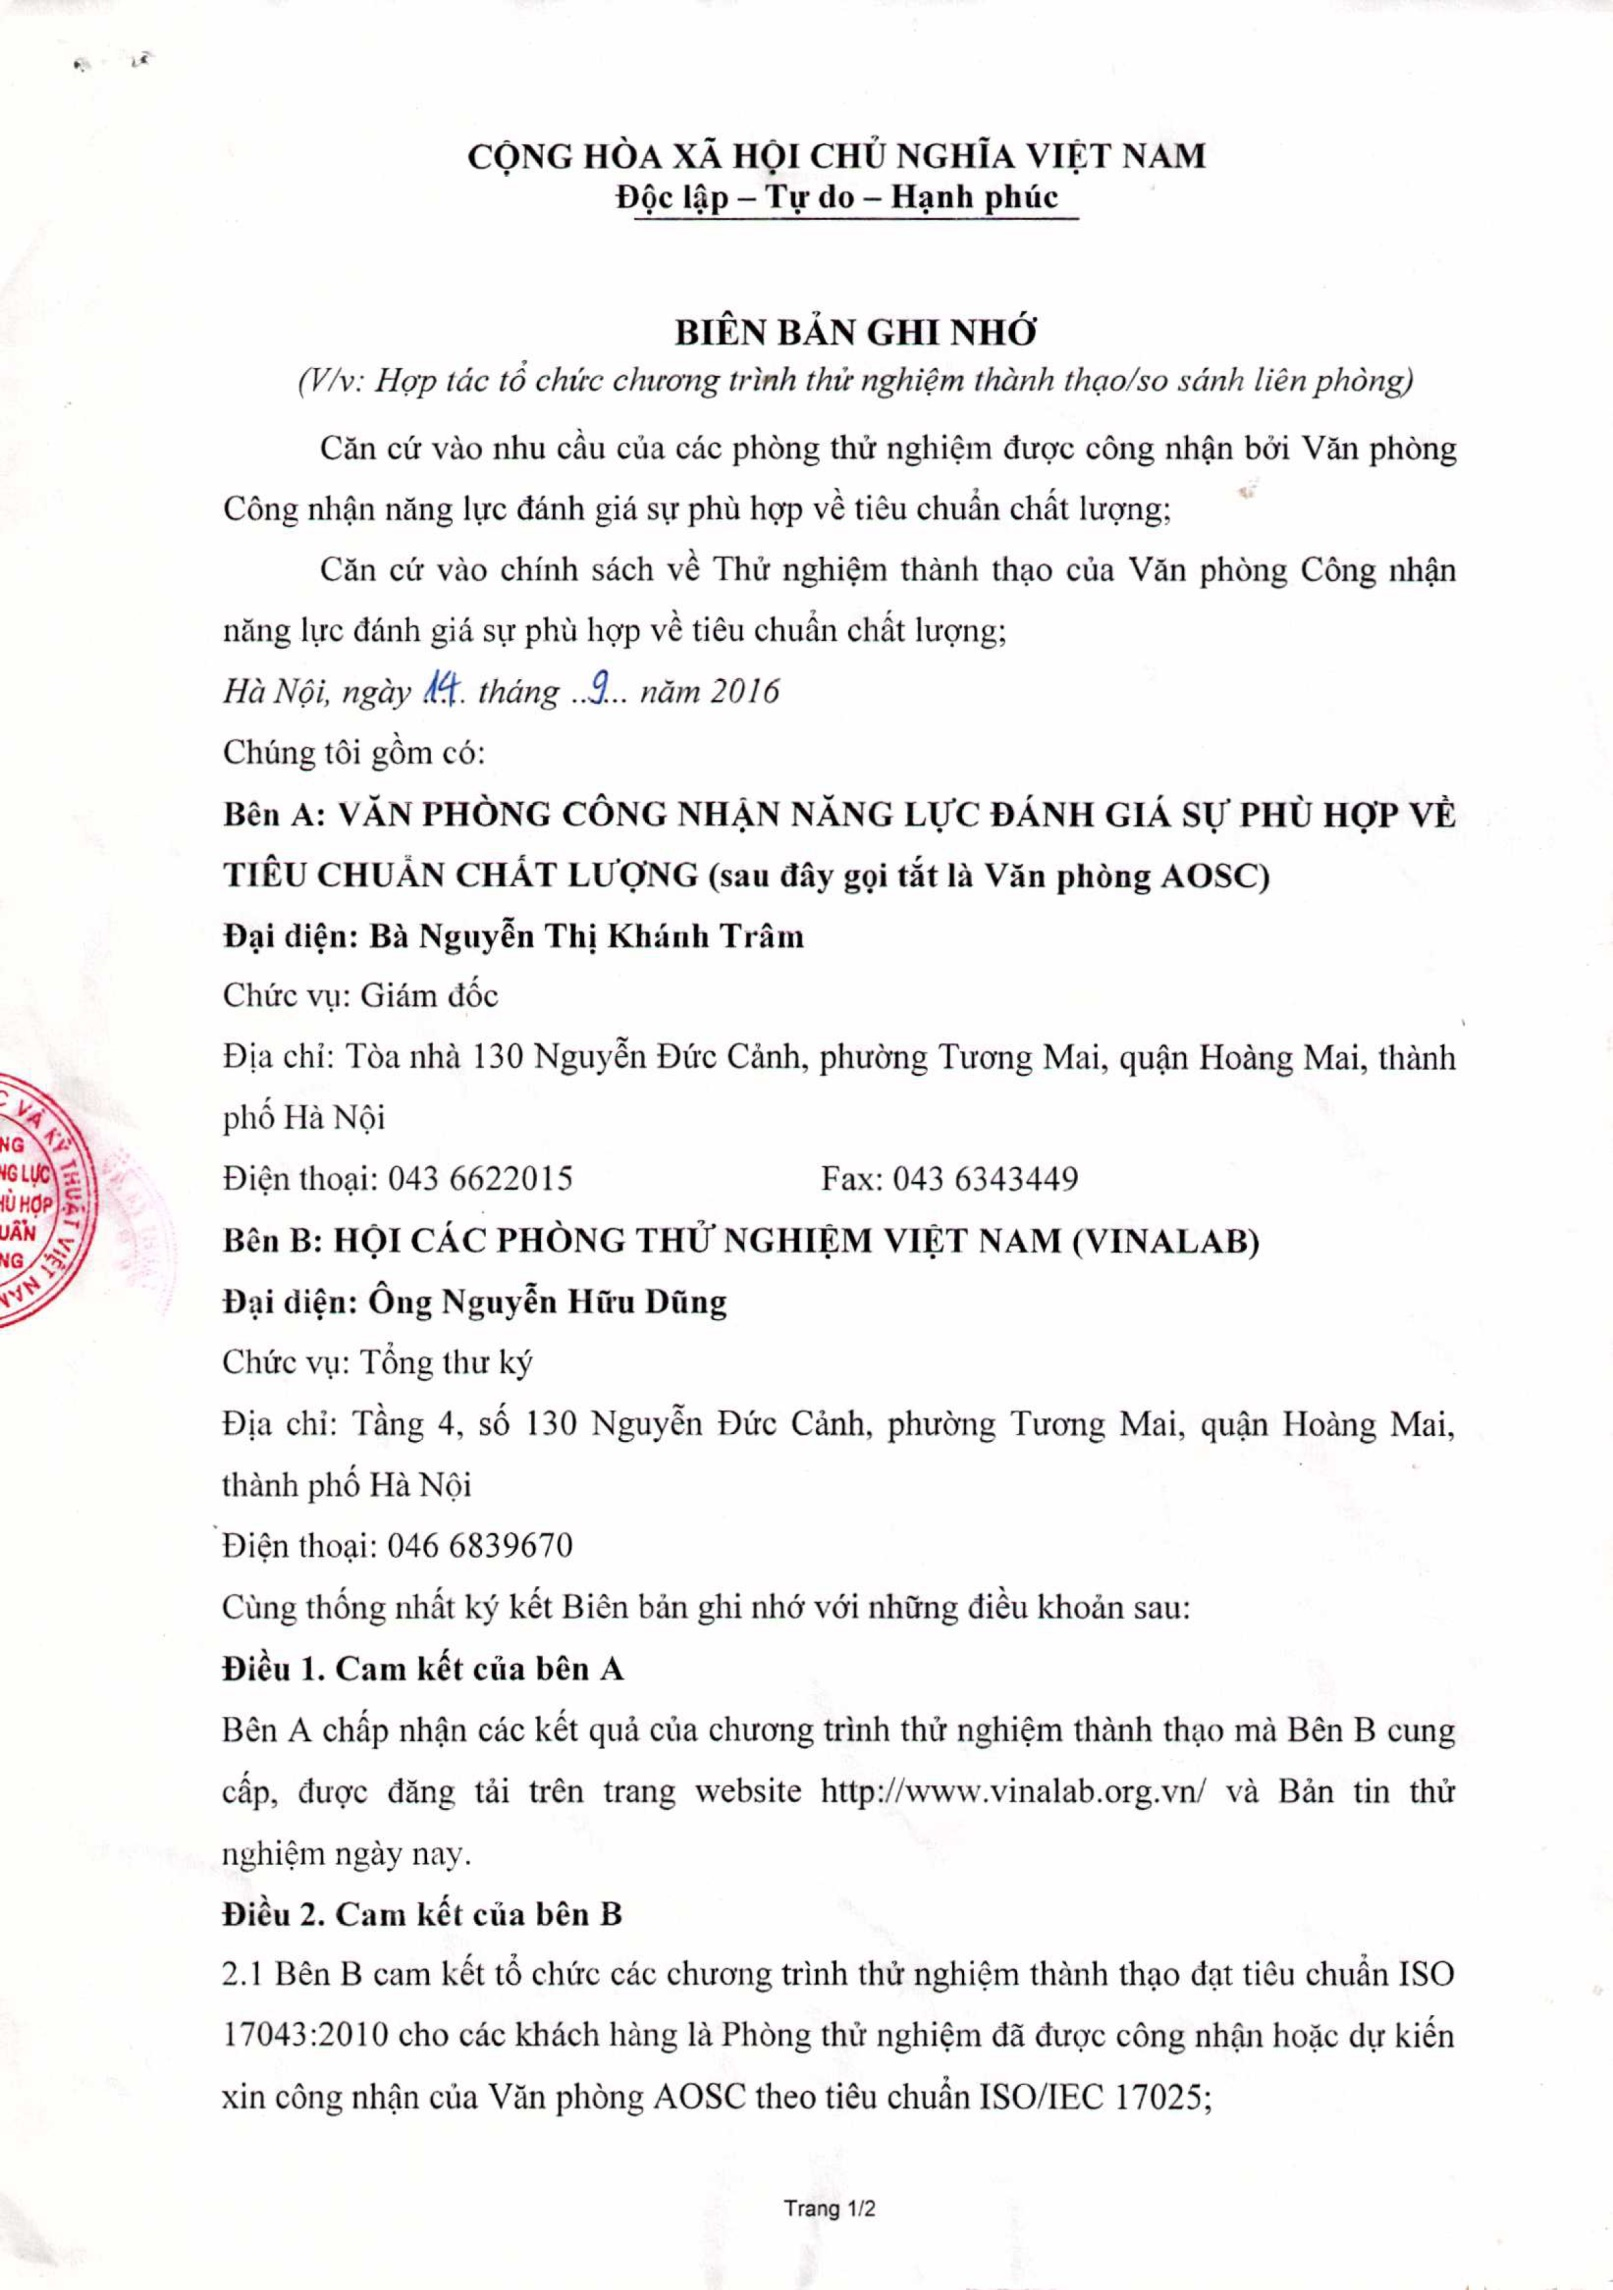 CỘNG HÒA XÃ HỘI CHỦ NGHĨA VIỆT NAM
Độc lập – Tự do – Hạnh phúc
BIÊN BẢN GHI NHỚ
(V/v: Hợp tác tổ chức chương trình thử nghiệm thành thạo/so sánh liên phòng)
Căn cứ vào nhu cầu của các phòng thử nghiệm được công nhận bởi Văn phòng
Công nhận năng lực đánh giá sự phù hợp về tiêu chuẩn chất lượng;
Căn cứ vào chính sách về Thử nghiệm thành thạo của Văn phòng Công nhận
năng lực đánh giá sự phù hợp về tiêu chuẩn chất lượng;
Hà Nội, ngày 14. tháng ..9... năm 2016
Chúng tôi gồm có:
Bên A: VĂN PHÒNG CÔNG NHẬN NĂNG LỰC ĐÁNH GIÁ SỰ PHÙ HỢP VỀ
TIÊU CHUẨN CHẤT LƯỢNG (sau đây gọi tắt là Văn phòng AOSC)
Đại diện: Bà Nguyễn Thị Khánh Trâm
Chức vụ: Giám đốc
Địa chỉ: Tòa nhà 130 Nguyễn Đức Cảnh, phường Tương Mai, quận Hoàng Mai, thành
phố Hà Nội
Điện thoại: 043 6622015 Fax: 043 6343449
Bên B: HỘI CÁC PHÒNG THỬ NGHIỆM VIỆT NAM (VINALAB)
Đại diện: Ông Nguyễn Hữu Dũng
Chức vụ: Tổng thư ký
Địa chỉ: Tầng 4, số 130 Nguyễn Đức Cảnh, phường Tương Mai, quận Hoàng Mai,
thành phố Hà Nội
Điện thoại: 046 6839670
Cùng thống nhất ký kết Biên bản ghi nhớ với những điều khoản sau:
Điều 1. Cam kết của bên A
Bên A chấp nhận các kết quả của chương trình thử nghiệm thành thạo mà Bên B cung
cấp, được đăng tải trên trang website http://www.vinalab.org.vn/ và Bản tin thử
nghiệm ngày nay.
Điều 2. Cam kết của bên B
2.1 Bên B cam kết tổ chức các chương trình thử nghiệm thành thạo đạt tiêu chuẩn ISO
17043:2010 cho các khách hàng là Phòng thử nghiệm đã được công nhận hoặc dự kiến
xin công nhận của Văn phòng AOSC theo tiêu chuẩn ISO/IEC 17025;
Trang 1/2
VÀ KỸ THUẬT VIỆT NAM
NG
NG LỰC
HÙ HỢP
UẨN
NG